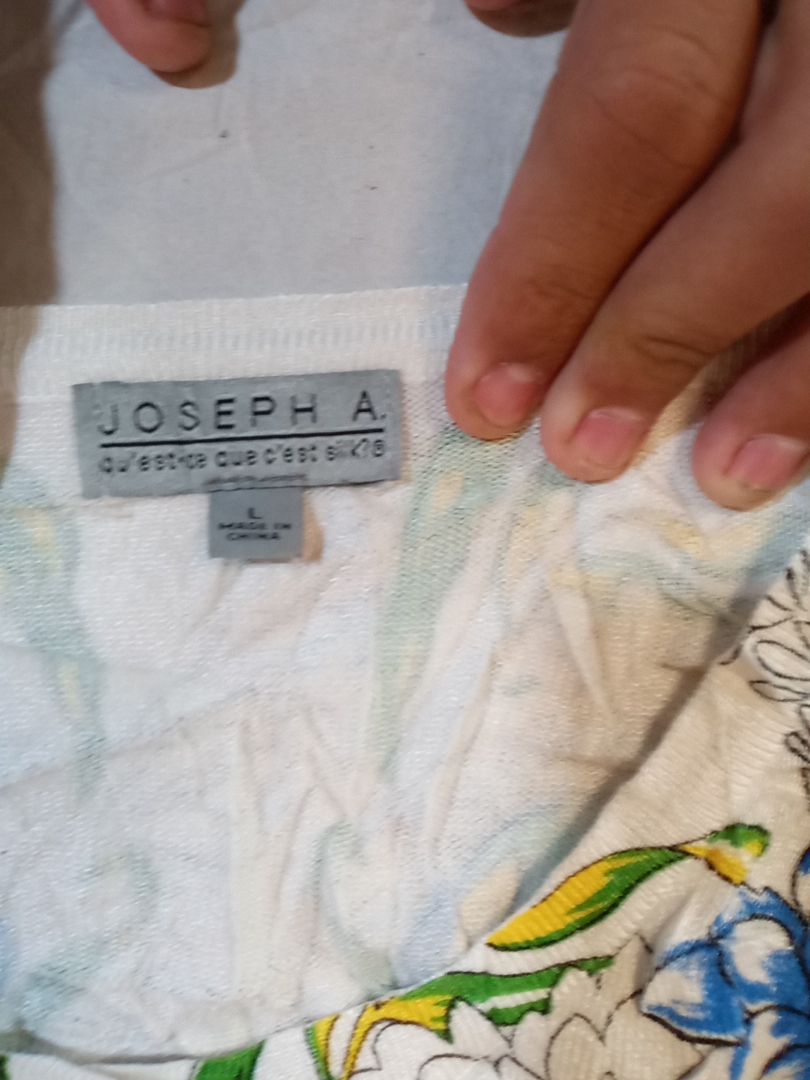 JOSEPH A.
qu'est-ce que c'est silk?®
L
MADE IN
CHINA